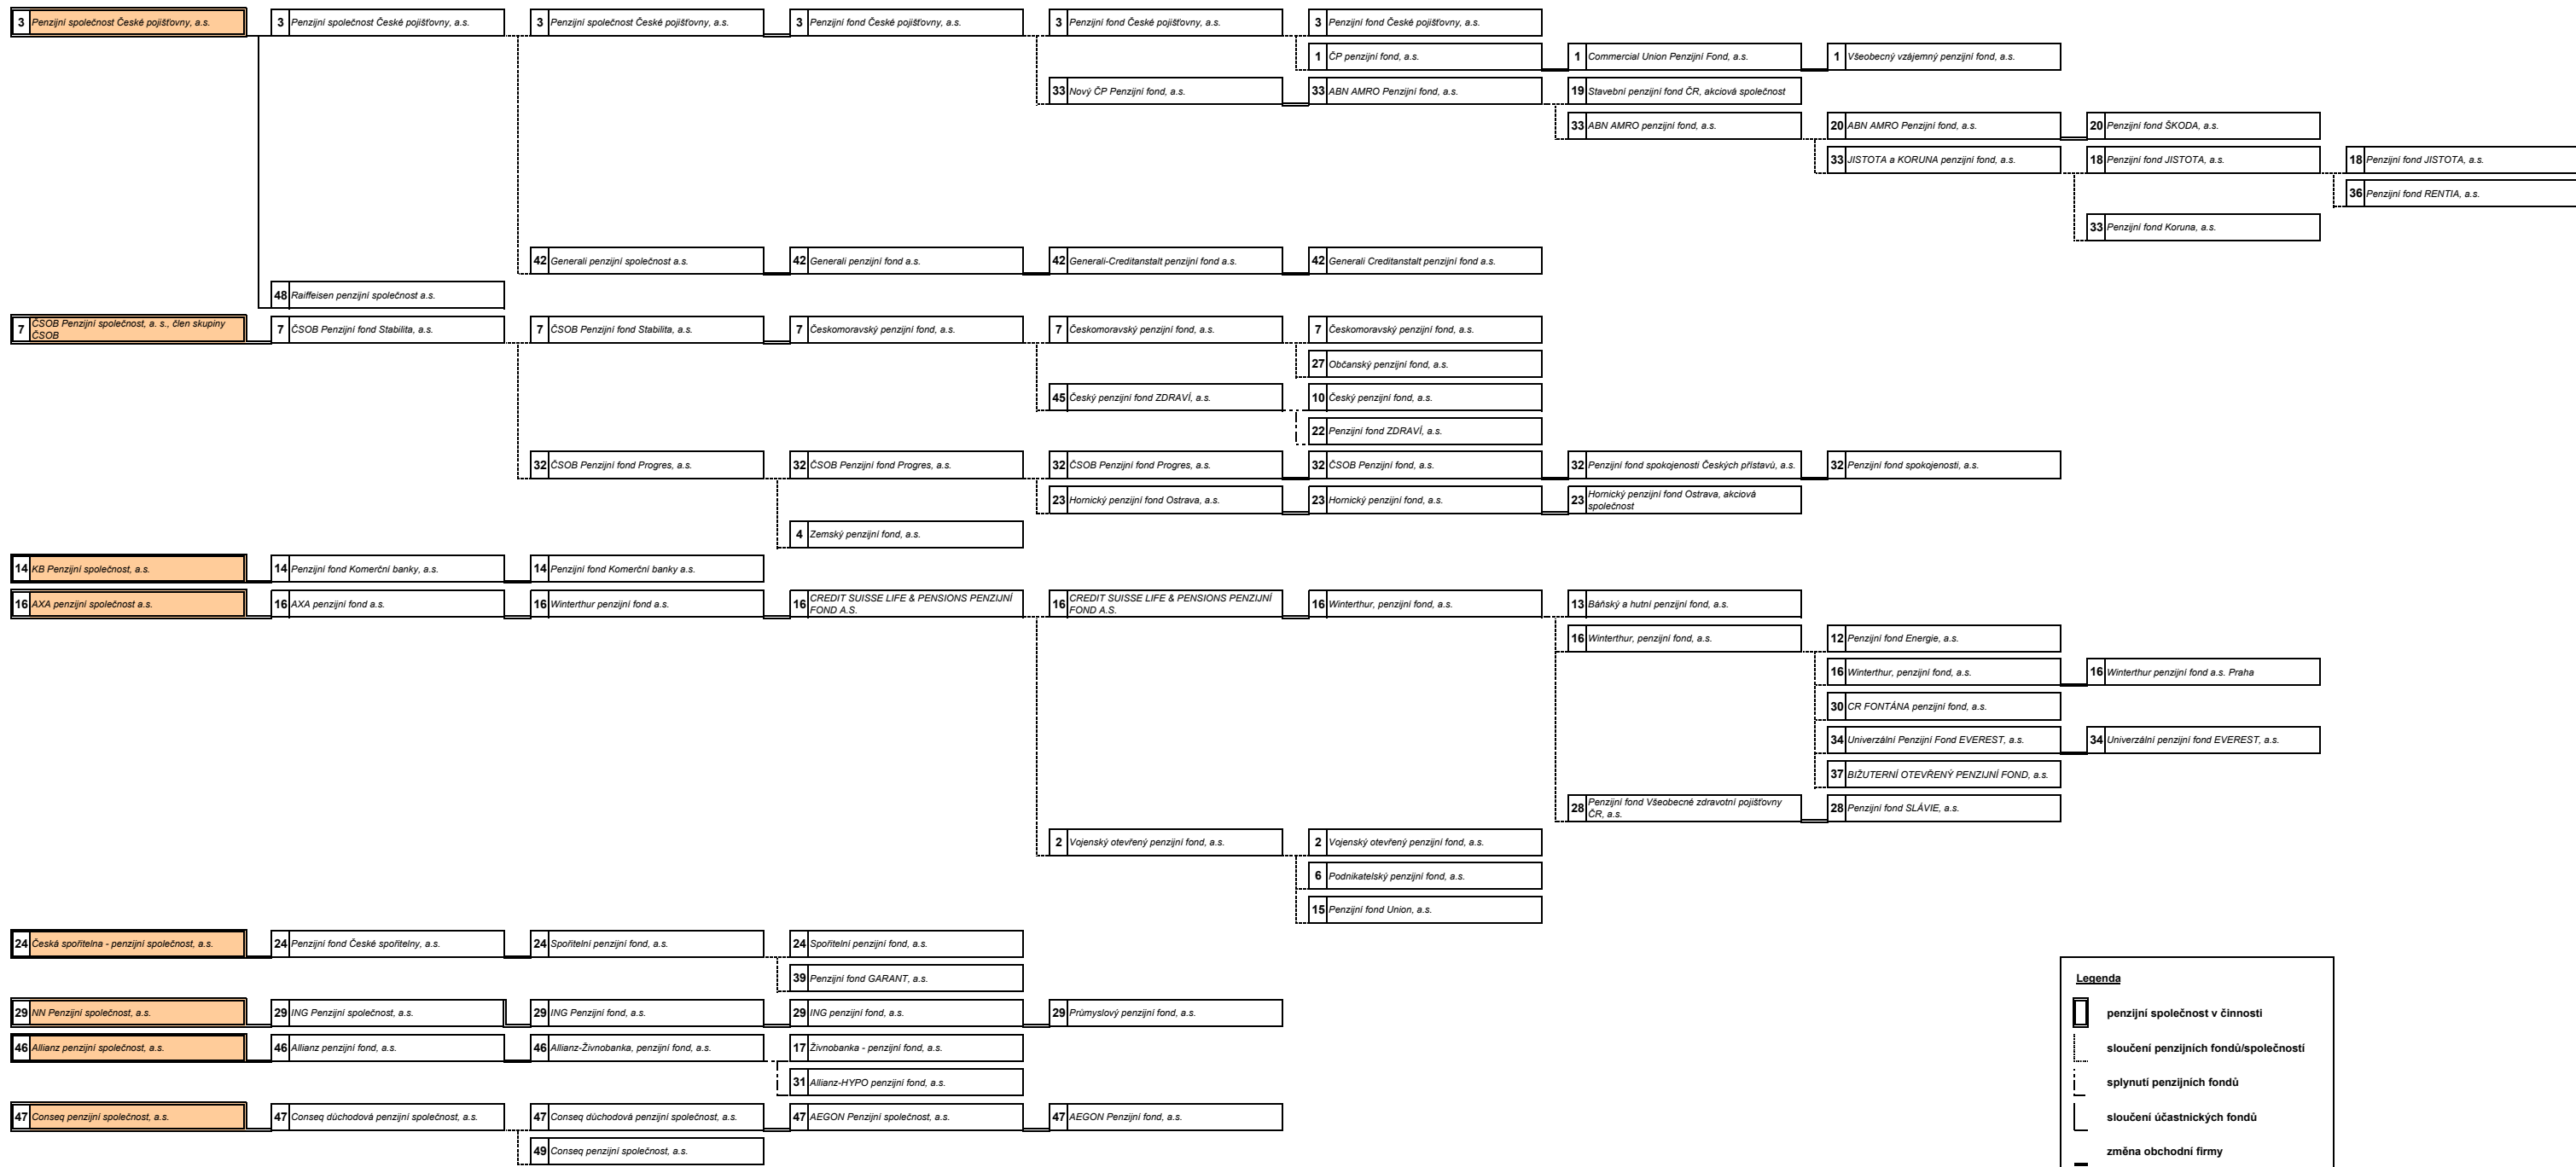 3 Penzijní společnost České pojišťovny, a.s. 3 Penzijní společnost České pojišťovny, a.s. 3 Penzijní společnost České pojišťovny, a.s. 3 Penzijní fond České pojišťovny, a.s. 3 Penzijní fond České pojišťovny, a.s. 3 Penzijní fond České pojišťovny, a.s.
1 ČP penzijní fond, a.s. 1 Commercial Union Penzijní Fond, a.s. 1 Všeobecný vzájemný penzijní fond, a.s.
33 Nový ČP Penzijní fond, a.s. 33 ABN AMRO Penzijní fond, a.s. 19 Stavební penzijní fond ČR, akciová společnost
33 ABN AMRO penzijní fond, a.s. 20 ABN AMRO Penzijní fond, a.s. 20 Penzijní fond ŠKODA, a.s.
33 JISTOTA a KORUNA penzijní fond, a.s. 18 Penzijní fond JISTOTA, a.s. 18 Penzijní fond JISTOTA, a.s.
36 Penzijní fond RENTIA, a.s.
33 Penzijní fond Koruna, a.s.
42 Generali penzijní společnost a.s. 42 Generali penzijní fond a.s. 42 Generali-Creditanstalt penzijní fond a.s. 42 Generali Creditanstalt penzijní fond a.s.
48 Raiffeisen penzijní společnost a.s.
7 ČSOB Penzijní společnost, a. s., člen skupiny ČSOB 7 ČSOB Penzijní fond Stabilita, a.s. 7 ČSOB Penzijní fond Stabilita, a.s. 7 Českomoravský penzijní fond, a.s. 7 Českomoravský penzijní fond, a.s. 7 Českomoravský penzijní fond, a.s.
27 Občanský penzijní fond, a.s.
45 Český penzijní fond ZDRAVÍ, a.s. 10 Český penzijní fond, a.s.
22 Penzijní fond ZDRAVÍ, a.s.
32 ČSOB Penzijní fond Progres, a.s. 32 ČSOB Penzijní fond Progres, a.s. 32 ČSOB Penzijní fond Progres, a.s. 32 ČSOB Penzijní fond, a.s. 32 Penzijní fond spokojenosti Českých přístavů, a.s. 32 Penzijní fond spokojenosti, a.s.
23 Hornický penzijní fond Ostrava, a.s. 23 Hornický penzijní fond, a.s. 23 Hornický penzijní fond Ostrava, akciová společnost
4 Zemský penzijní fond, a.s.
14 KB Penzijní společnost, a.s. 14 Penzijní fond Komerční banky, a.s. 14 Penzijní fond Komerční banky a.s.
16 AXA penzijní společnost a.s. 16 AXA penzijní fond a.s. 16 Winterthur penzijní fond a.s. 16 CREDIT SUISSE LIFE & PENSIONS PENZIJNÍ FOND A.S. 16 CREDIT SUISSE LIFE & PENSIONS PENZIJNÍ FOND A.S. 16 Winterthur, penzijní fond, a.s. 13 Báňský a hutní penzijní fond, a.s.
16 Winterthur, penzijní fond, a.s. 12 Penzijní fond Energie, a.s.
16 Winterthur, penzijní fond, a.s. 16 Winterthur penzijní fond a.s. Praha
30 CR FONTÁNA penzijní fond, a.s.
34 Univerzální Penzijní Fond EVEREST, a.s. 34 Univerzální penzijní fond EVEREST, a.s.
37 BIŽUTERNÍ OTEVŘENÝ PENZIJNÍ FOND, a.s.
28 Penzijní fond Všeobecné zdravotní pojišťovny ČR, a.s. 28 Penzijní fond SLÁVIE, a.s.
2 Vojenský otevřený penzijní fond, a.s. 2 Vojenský otevřený penzijní fond, a.s.
6 Podnikatelský penzijní fond, a.s.
15 Penzijní fond Union, a.s.
24 Česká spořitelna - penzijní společnost, a.s. 24 Penzijní fond České spořitelny, a.s. 24 Spořitelní penzijní fond, a.s. 24 Spořitelní penzijní fond, a.s.
39 Penzijní fond GARANT, a.s.
29 NN Penzijní společnost, a.s. 29 ING Penzijní společnost, a.s. 29 ING Penzijní fond, a.s. 29 ING penzijní fond, a.s. 29 Průmyslový penzijní fond, a.s.
46 Allianz penzijní společnost, a.s. 46 Allianz penzijní fond, a.s. 46 Allianz-Živnobanka, penzijní fond, a.s. 17 Živnobanka - penzijní fond, a.s.
31 Allianz-HYPO penzijní fond, a.s.
47 Conseq penzijní společnost, a.s. 47 Conseq důchodová penzijní společnost, a.s. 47 Conseq důchodová penzijní společnost, a.s. 47 AEGON Penzijní společnost, a.s. 47 AEGON Penzijní fond, a.s.
49 Conseq penzijní společnost, a.s.
Legenda
penzijní společnost v činnosti
sloučení penzijních fondů/společností
splynutí penzijních fondů
sloučení účastnických fondů
změna obchodní firmy